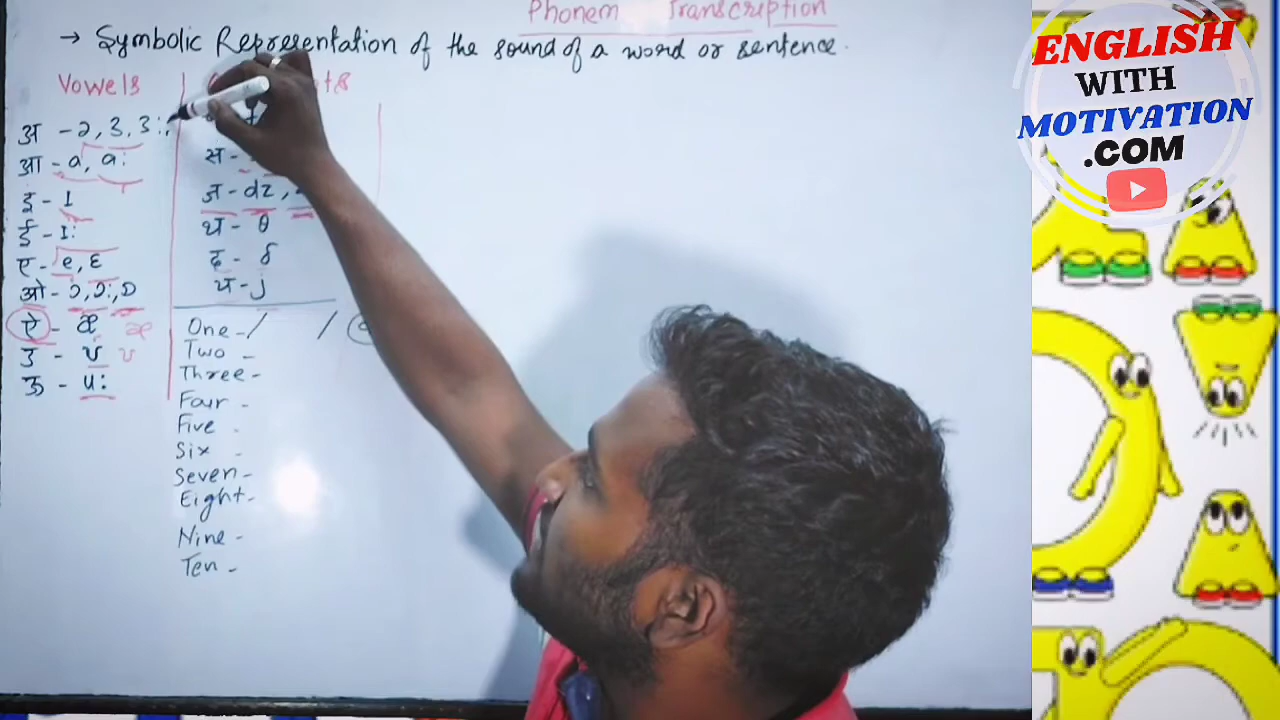 Phonem Transcription
→ Symbolic Representation of the sound of a word or sentence.
Vowels
अ - ə, 3, 3:,
आ - a, a:
इ - I
ई - I:
ए - e, ɛ
ओ - ɔ, ɔ:, ɒ
ऐ - æ æ
उ - ʋ ʋ
ऊ - u:
स -
ज - dz,
थ - θ
द - δ
य - j
One - / /
Two -
Three -
Four -
Five -
Six -
Seven -
Eight -
Nine -
Ten -
ENGLISH
WITH
MOTIVATION
.COM